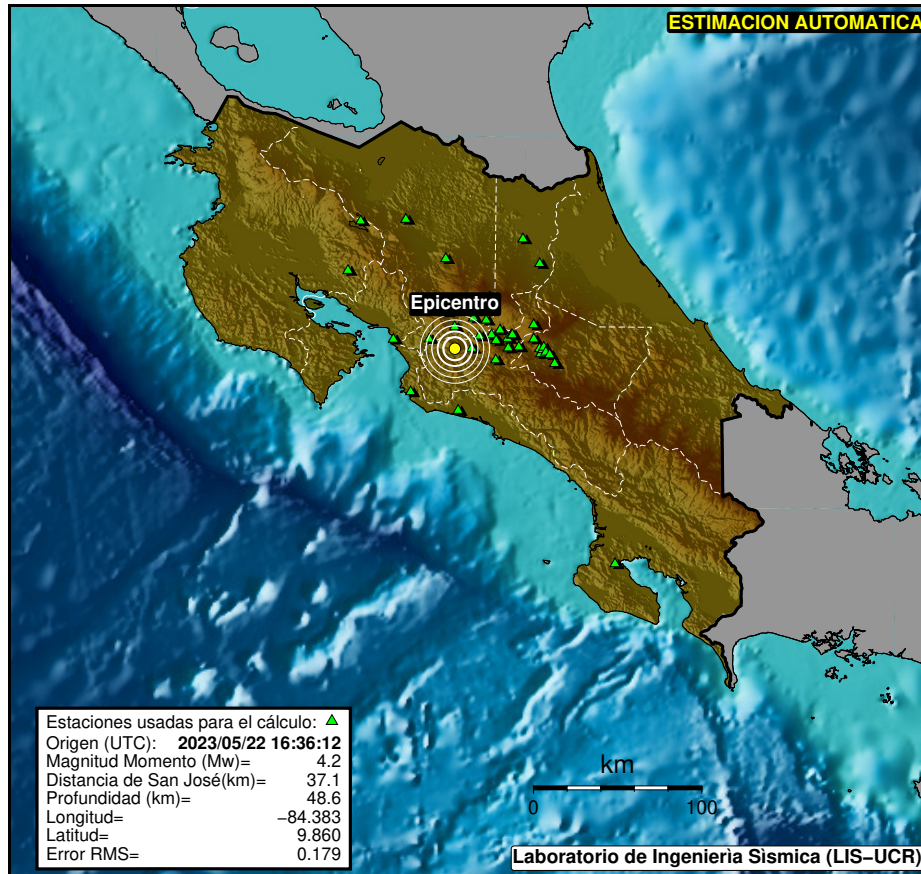 ESTIMACION AUTOMATICA
Epicentro
Estaciones usadas para el cálculo:
Origen (UTC): 2023/05/22 16:36:12
Magnitud Momento (Mw)= 4.2
Distancia de San José(km)= 37.1
Profundidad (km)= 48.6
Longitud= −84.383
Latitud= 9.860
Error RMS= 0.179
km
0 100
Laboratorio de Ingenierìa Sìsmica (LIS−UCR)